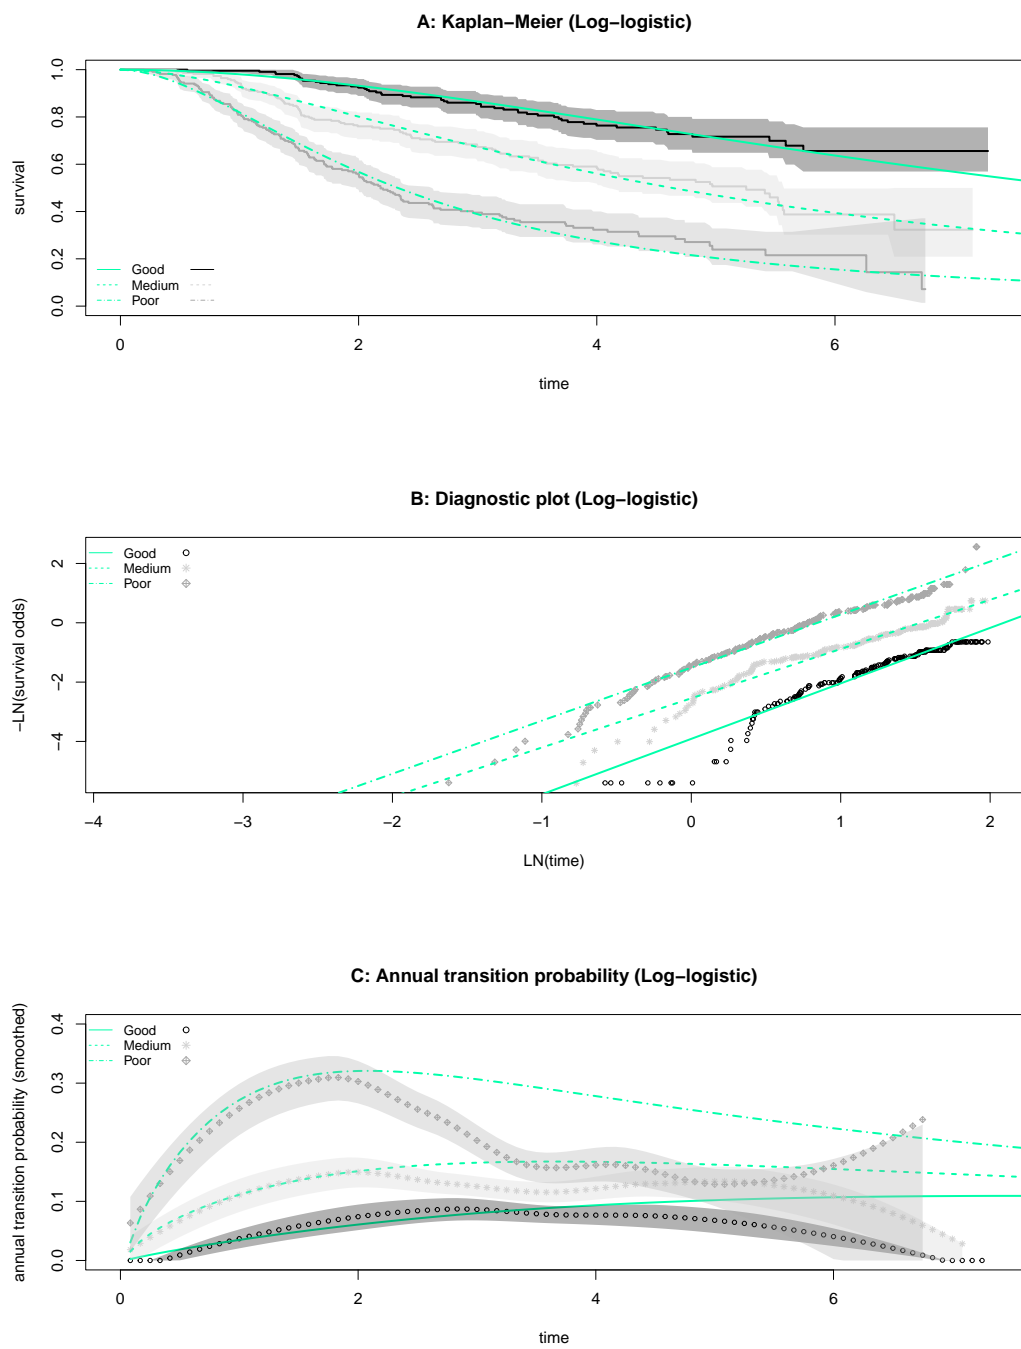 A: Kaplan−Meier (Log−logistic)
survival
1.0
0.8
0.6
0.4
0.2
0.0
Good
Medium
Poor
0 2 4 6
time
B: Diagnostic plot (Log−logistic)
−LN(survival odds)
2
0
−2
−4
Good
Medium
Poor
−4 −3 −2 −1 0 1 2
LN(time)
C: Annual transition probability (Log−logistic)
annual transition probability (smoothed)
0.4
0.3
0.2
0.1
0.0
Good
Medium
Poor
0 2 4 6
time